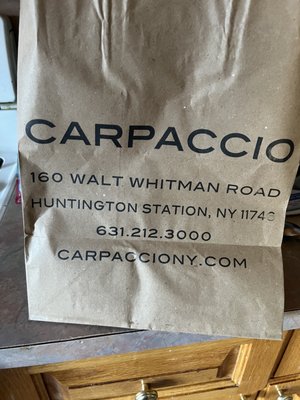 CARPACCIO
160 WALT WHITMAN ROAD
HUNTINGTON STATION, NY 11746
631.212.3000
CARPACCIONY.COM